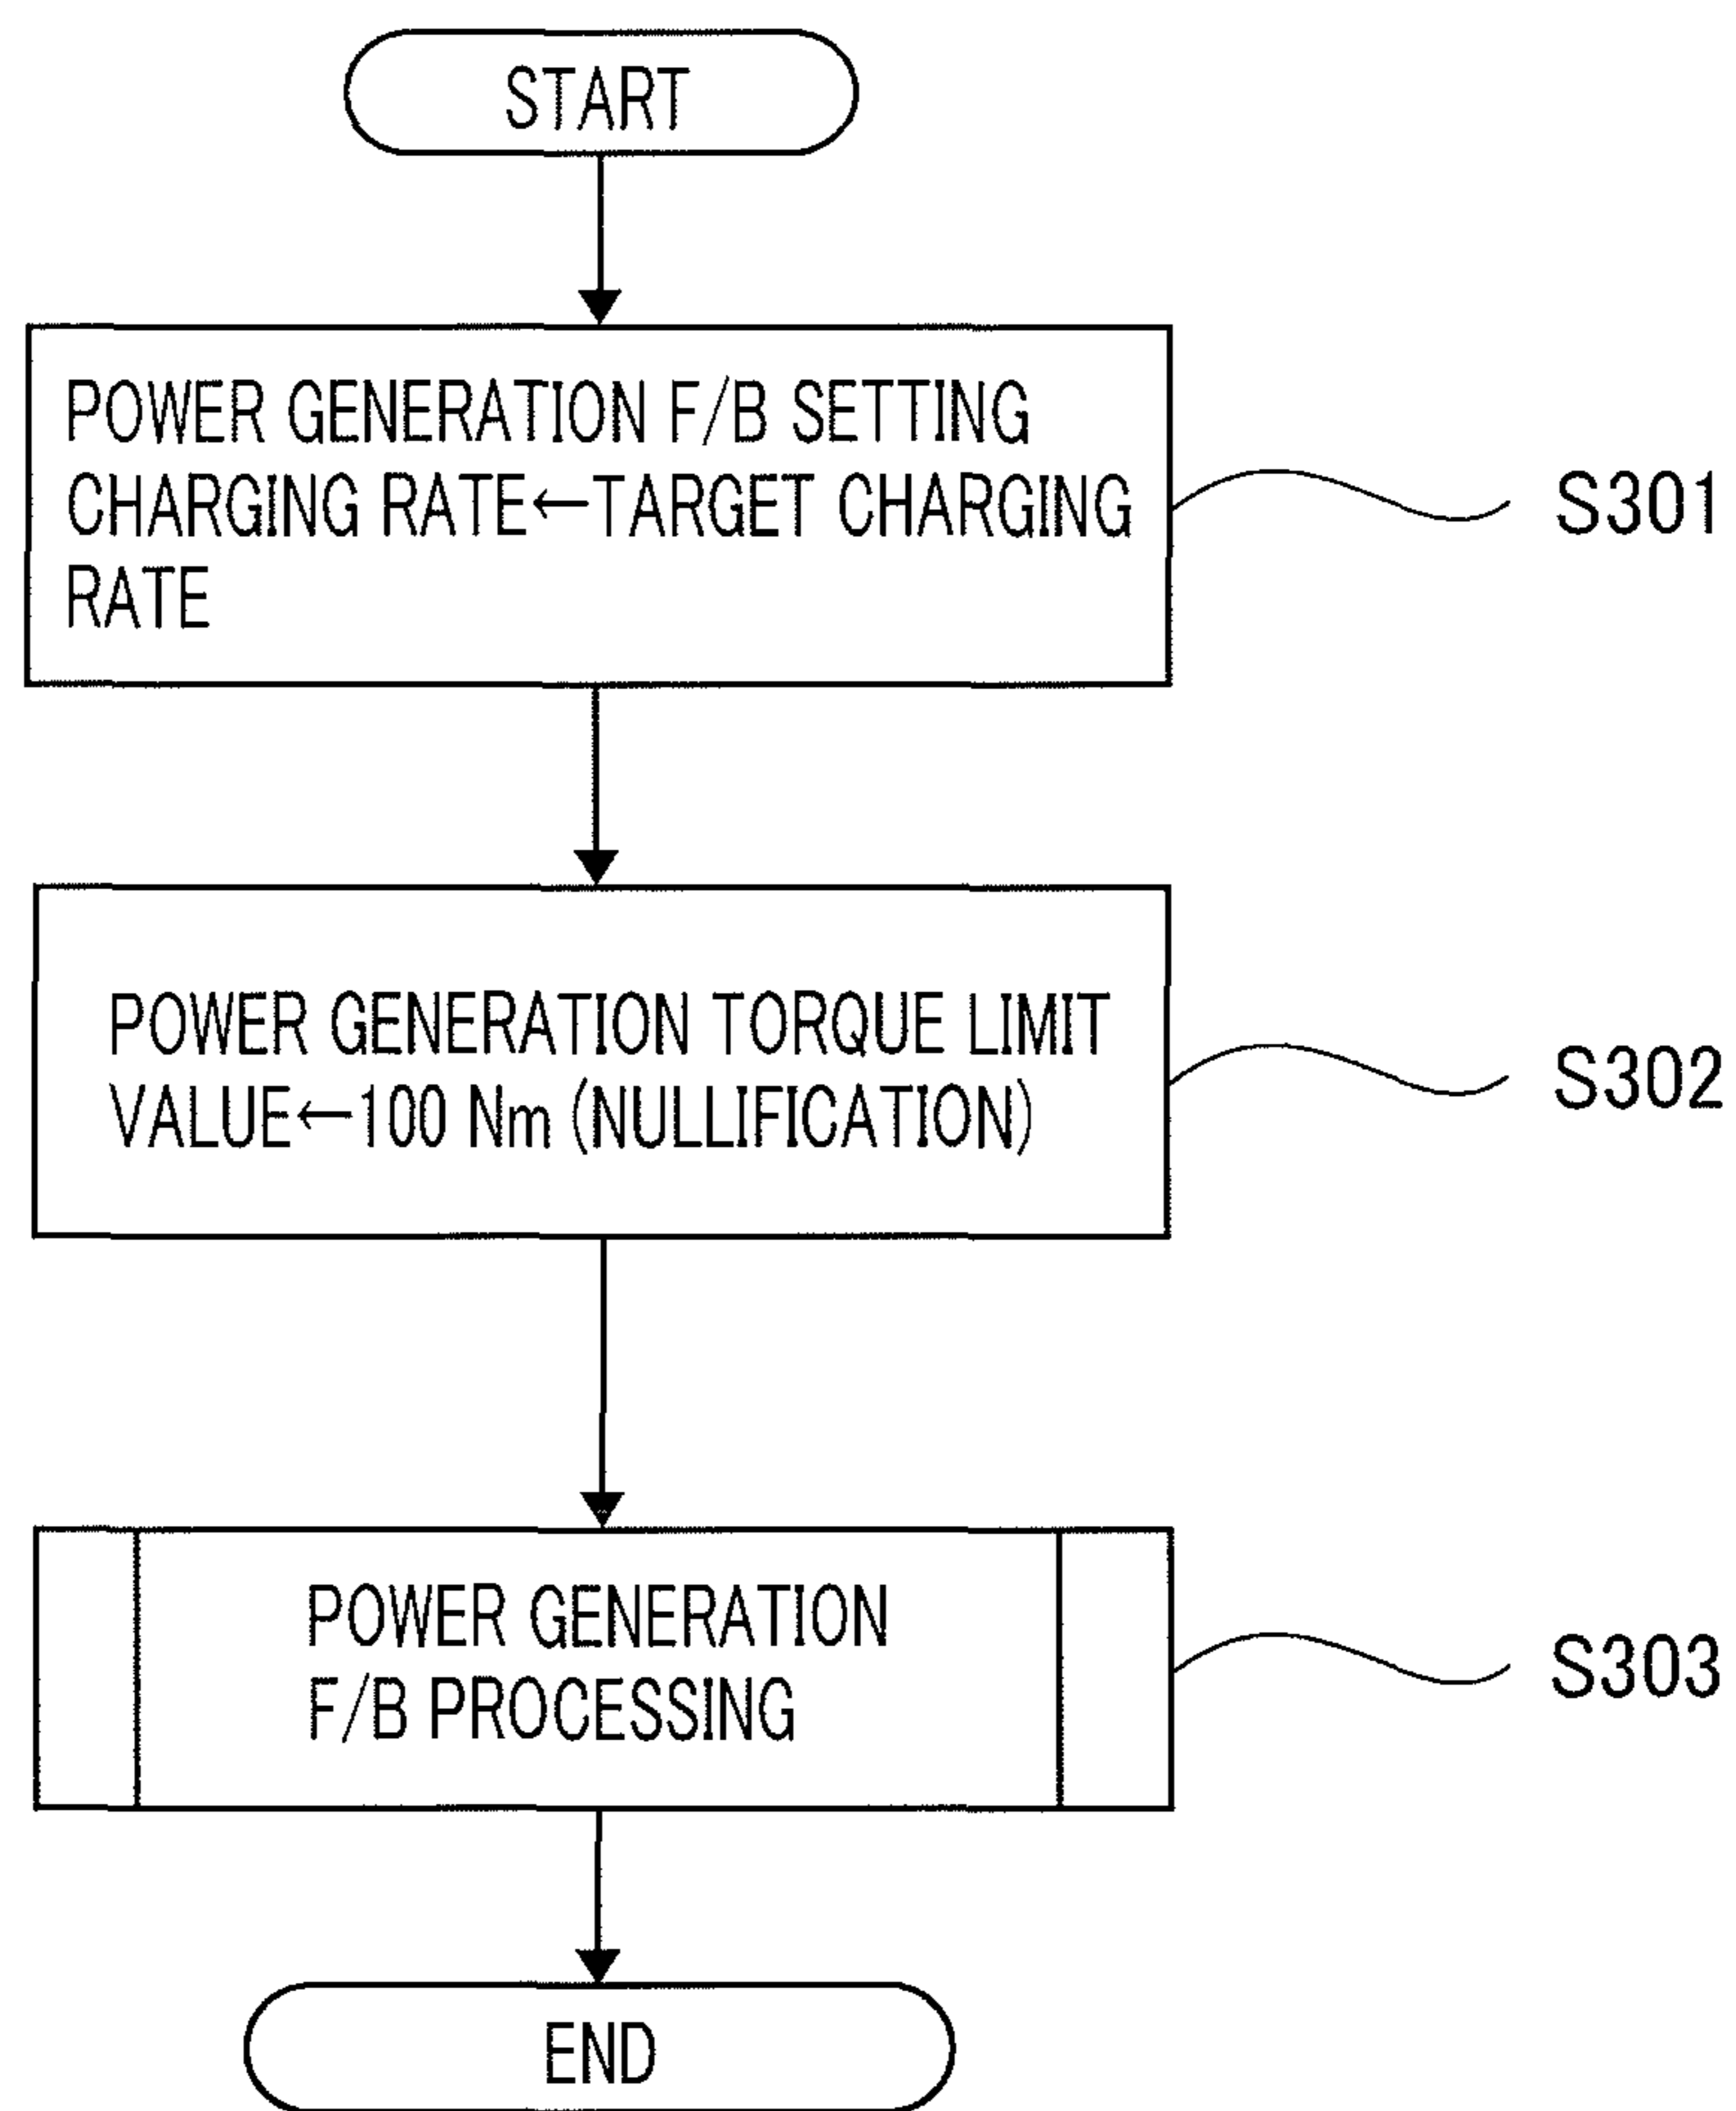 START
POWER GENERATION F/B SETTING
CHARGING RATE←TARGET CHARGING
RATE
S301
POWER GENERATION TORQUE LIMIT
VALUE←100 Nm (NULLIFICATION)
S302
POWER GENERATION
F/B PROCESSING
S303
END